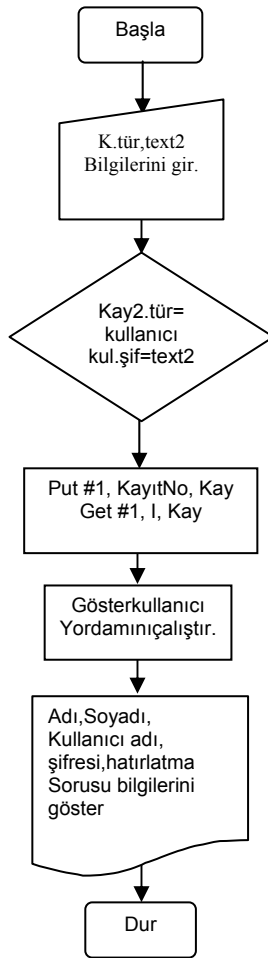 Başla
K.tür,text2
Bilgilerini gir.
Kay2.tür=
kullanıcı
kul.şif=text2
Put #1, KayıtNo, Kay
Get #1, I, Kay
Gösterkullanıcı
Yordamınıçalıştır.
Adı,Soyadı,
Kullanıcı adı,
şifresi,hatırlatma
Sorusu bilgilerini
göster
Dur